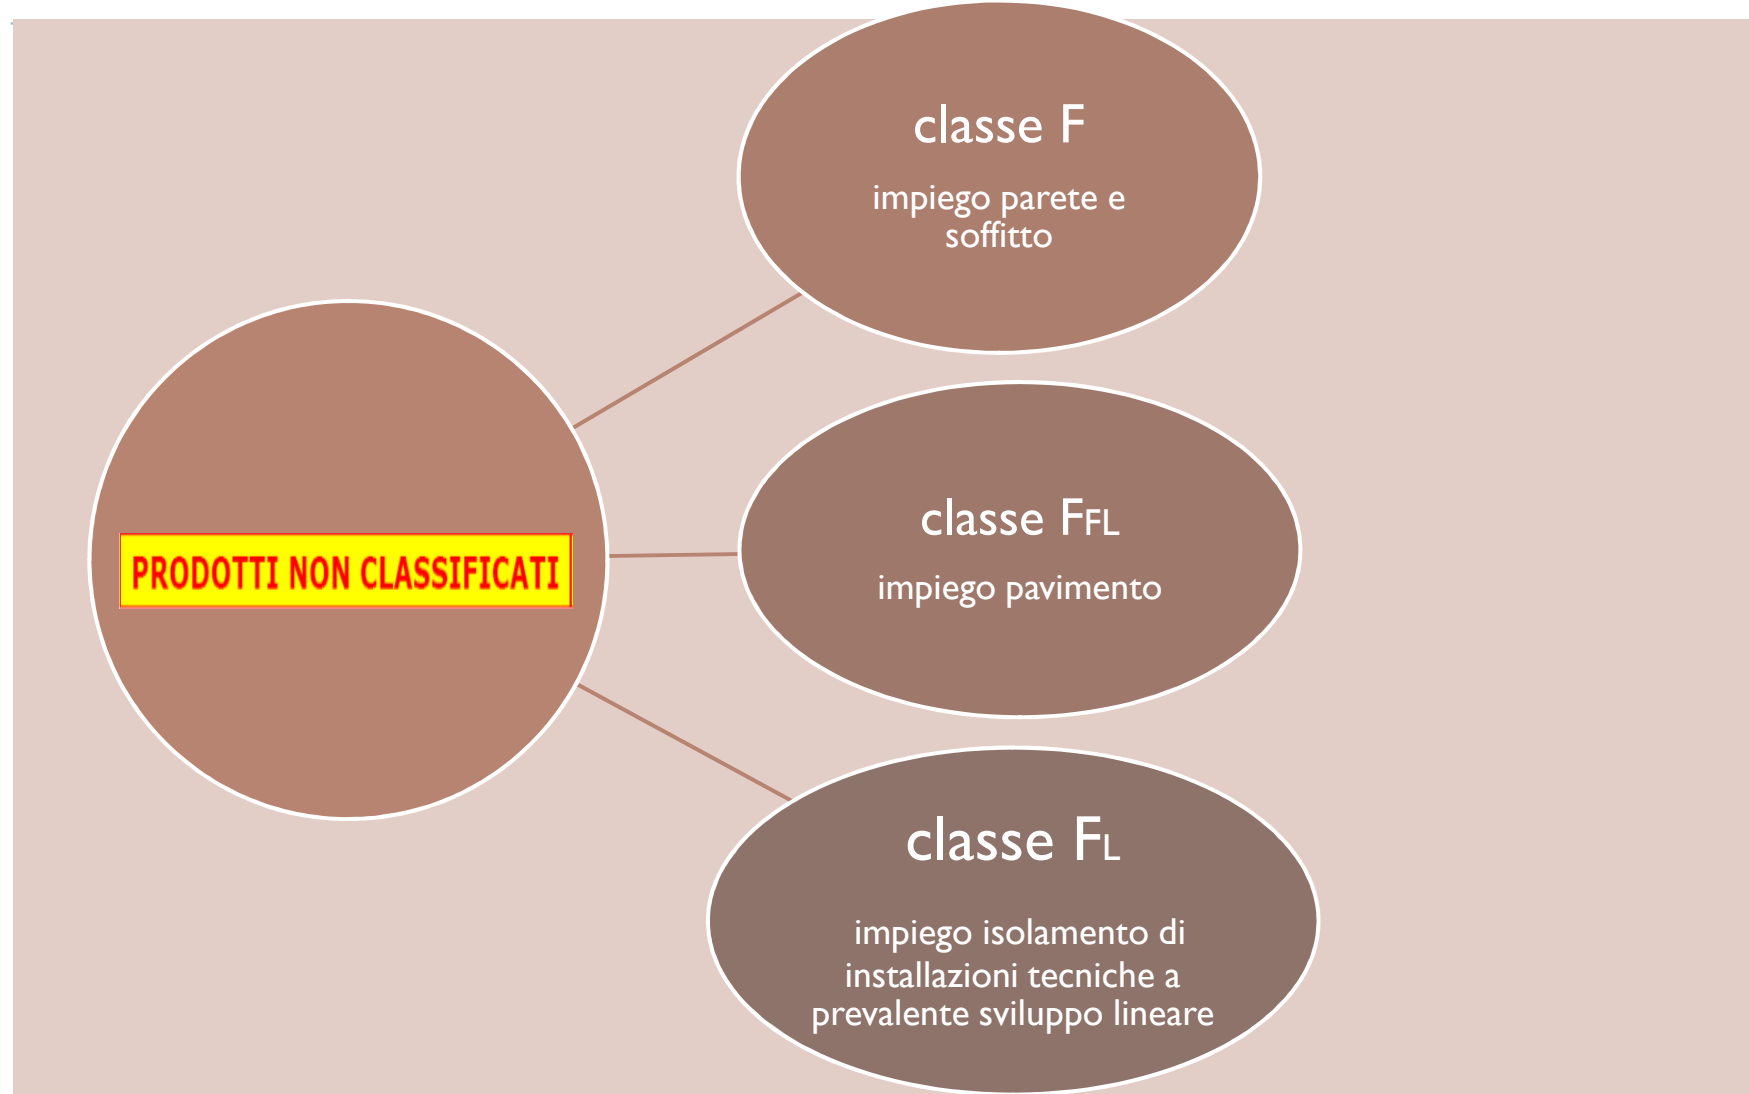 PRODOTTI NON CLASSIFICATI
classe F
impiego parete e
soffitto
classe FFL
impiego pavimento
classe FL
impiego isolamento di
installazioni tecniche a
prevalente sviluppo lineare